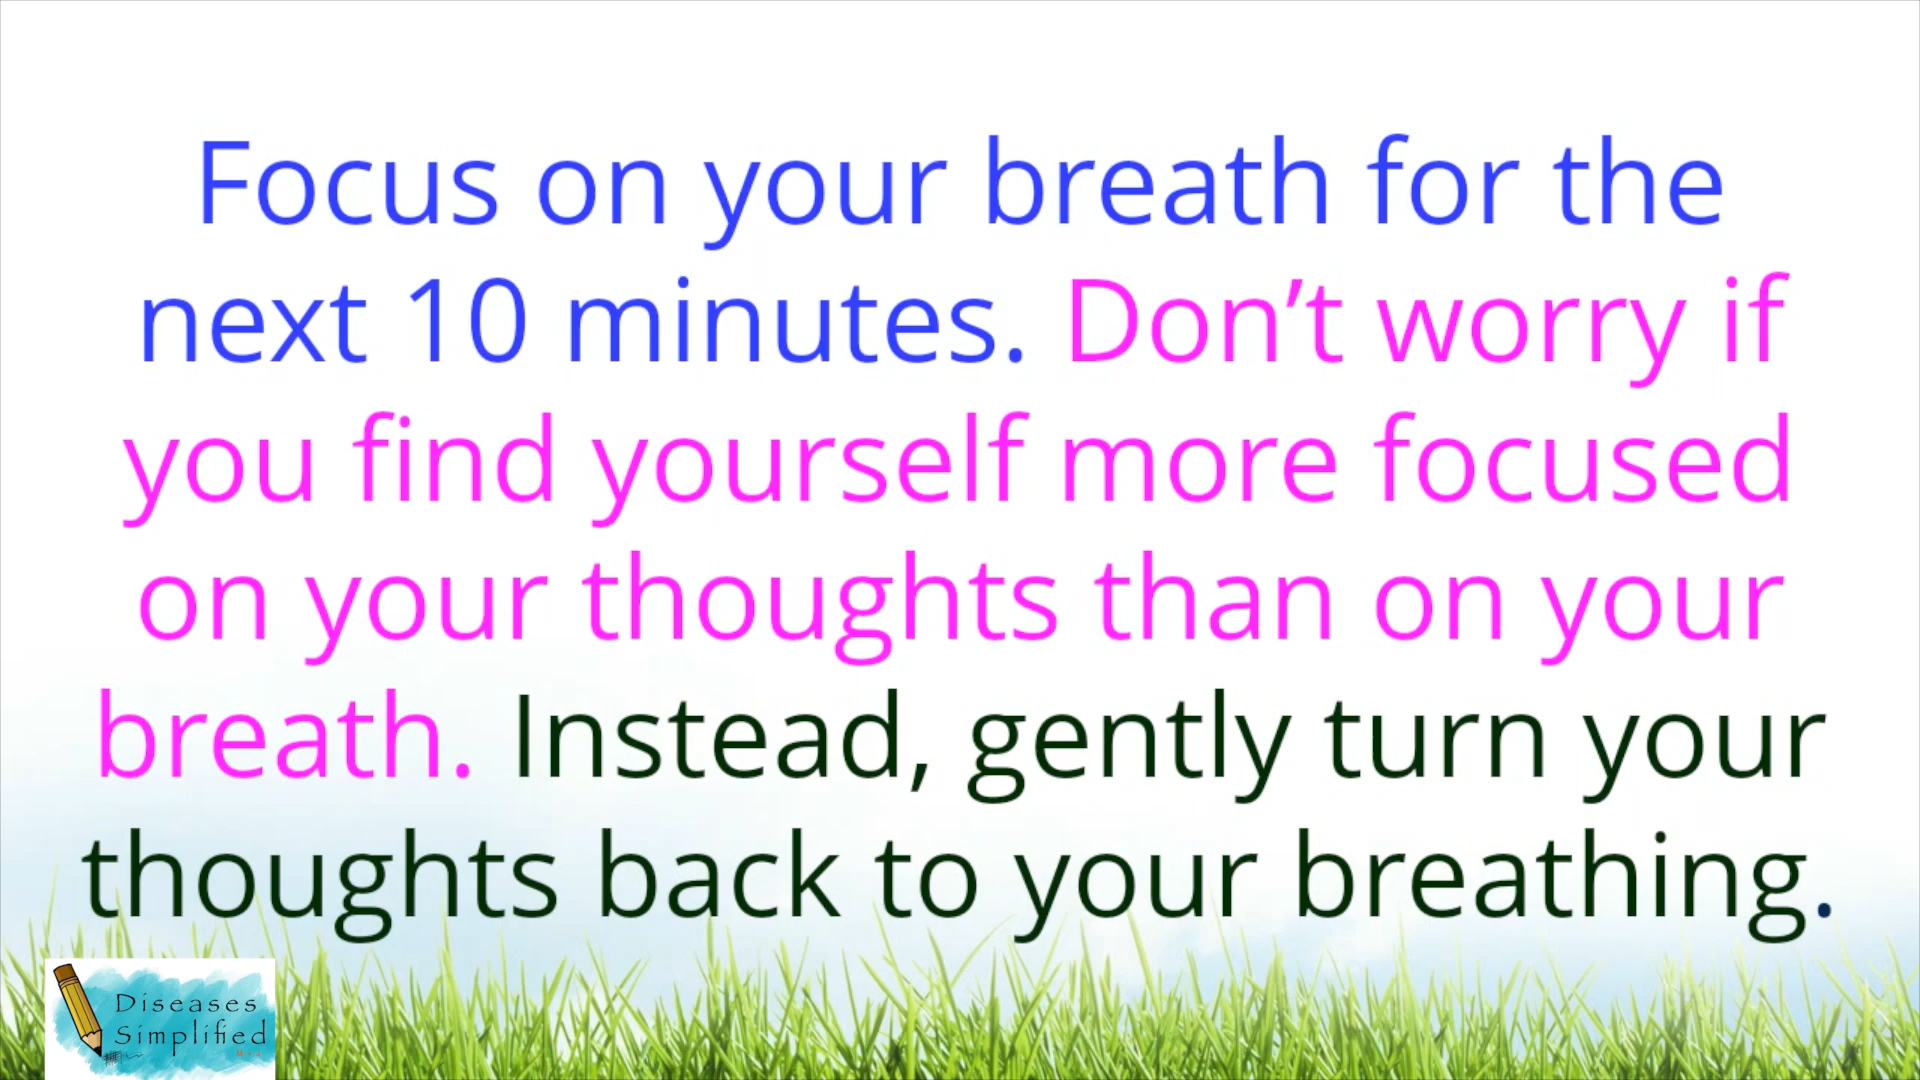 Focus on your breath for the
next 10 minutes. Don’t worry if
you find yourself more focused
on your thoughts than on your
breath. Instead, gently turn your
thoughts back to your breathing.
Diseases
Simplified